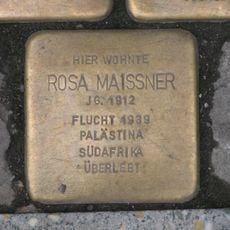 HIER WOHNTE
ROSA MAISSNER
JG. 1912
FLUCHT 1939
PALÄSTINA
SÜDAFRIKA
ÜBERLEBT